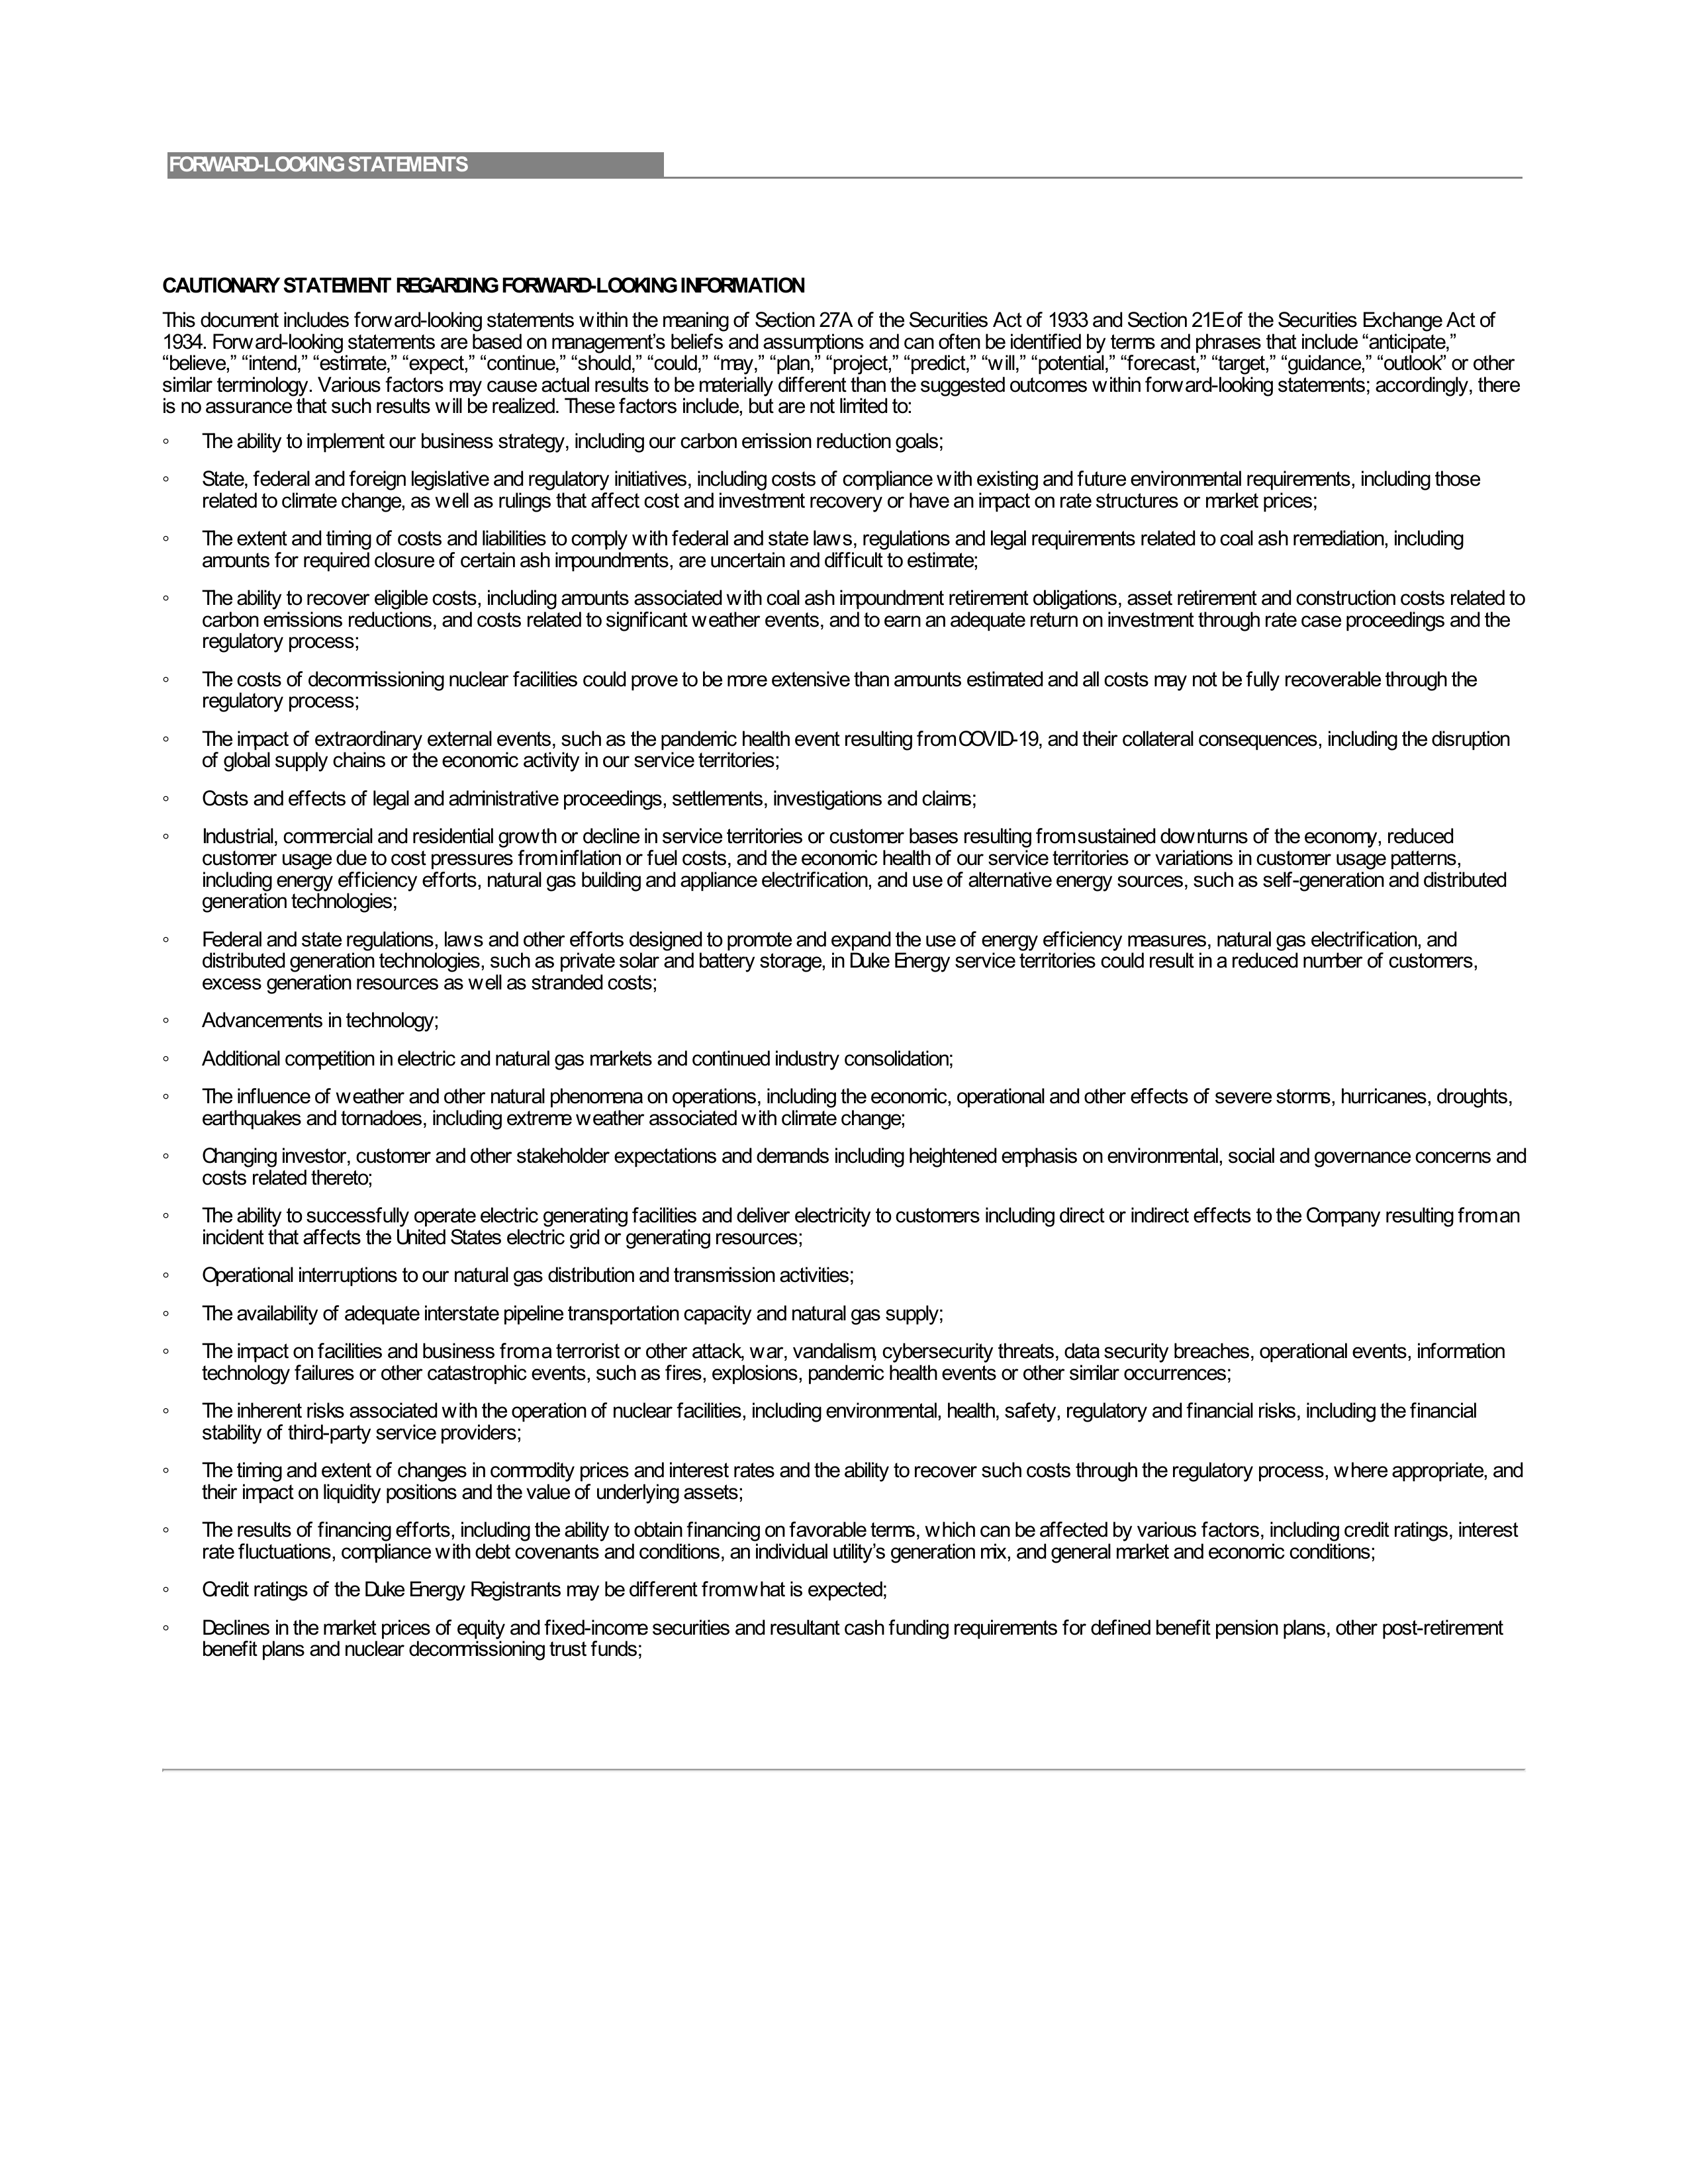 FORWARD-LOOKING STATEMENTS
CAUTIONARY STATEMENT REGARDING FORWARD-LOOKING INFORMATION
This document includes forward-looking statements within the meaning of Section 27A of the Securities Act of 1933 and Section 21E of the Securities Exchange Act of
1934. Forward-looking statements are based on management’s beliefs and assumptions and can often be identified by terms and phrases that include “anticipate,”
“believe,” “intend,” “estimate,” “expect,” “continue,” “should,” “could,” “may,” “plan,” “project,” “predict,” “will,” “potential,” “forecast,” “target,” “guidance,” “outlook” or other
similar terminology. Various factors may cause actual results to be materially different than the suggested outcomes within forward-looking statements; accordingly, there
is no assurance that such results will be realized. These factors include, but are not limited to:
◦ The ability to implement our business strategy, including our carbon emission reduction goals;
◦ State, federal and foreign legislative and regulatory initiatives, including costs of compliance with existing and future environmental requirements, including those
related to climate change, as well as rulings that affect cost and investment recovery or have an impact on rate structures or market prices;
◦ The extent and timing of costs and liabilities to comply with federal and state laws, regulations and legal requirements related to coal ash remediation, including
amounts for required closure of certain ash impoundments, are uncertain and difficult to estimate;
◦ The ability to recover eligible costs, including amounts associated with coal ash impoundment retirement obligations, asset retirement and construction costs related to
carbon emissions reductions, and costs related to significant weather events, and to earn an adequate return on investment through rate case proceedings and the
regulatory process;
◦ The costs of decommissioning nuclear facilities could prove to be more extensive than amounts estimated and all costs may not be fully recoverable through the
regulatory process;
◦ The impact of extraordinary external events, such as the pandemic health event resulting from COVID-19, and their collateral consequences, including the disruption
of global supply chains or the economic activity in our service territories;
◦ Costs and effects of legal and administrative proceedings, settlements, investigations and claims;
◦ Industrial, commercial and residential growth or decline in service territories or customer bases resulting from sustained downturns of the economy, reduced
customer usage due to cost pressures from inflation or fuel costs, and the economic health of our service territories or variations in customer usage patterns,
including energy efficiency efforts, natural gas building and appliance electrification, and use of alternative energy sources, such as self-generation and distributed
generation technologies;
◦ Federal and state regulations, laws and other efforts designed to promote and expand the use of energy efficiency measures, natural gas electrification, and
distributed generation technologies, such as private solar and battery storage, in Duke Energy service territories could result in a reduced number of customers,
excess generation resources as well as stranded costs;
◦ Advancements in technology;
◦ Additional competition in electric and natural gas markets and continued industry consolidation;
◦ The influence of weather and other natural phenomena on operations, including the economic, operational and other effects of severe storms, hurricanes, droughts,
earthquakes and tornadoes, including extreme weather associated with climate change;
◦ Changing investor, customer and other stakeholder expectations and demands including heightened emphasis on environmental, social and governance concerns and
costs related thereto;
◦ The ability to successfully operate electric generating facilities and deliver electricity to customers including direct or indirect effects to the Company resulting from an
incident that affects the United States electric grid or generating resources;
◦ Operational interruptions to our natural gas distribution and transmission activities;
◦ The availability of adequate interstate pipeline transportation capacity and natural gas supply;
◦ The impact on facilities and business from a terrorist or other attack, war, vandalism, cybersecurity threats, data security breaches, operational events, information
technology failures or other catastrophic events, such as fires, explosions, pandemic health events or other similar occurrences;
◦ The inherent risks associated with the operation of nuclear facilities, including environmental, health, safety, regulatory and financial risks, including the financial
stability of third-party service providers;
◦ The timing and extent of changes in commodity prices and interest rates and the ability to recover such costs through the regulatory process, where appropriate, and
their impact on liquidity positions and the value of underlying assets;
◦ The results of financing efforts, including the ability to obtain financing on favorable terms, which can be affected by various factors, including credit ratings, interest
rate fluctuations, compliance with debt covenants and conditions, an individual utility’s generation mix, and general market and economic conditions;
◦ Credit ratings of the Duke Energy Registrants may be different from what is expected;
◦ Declines in the market prices of equity and fixed-income securities and resultant cash funding requirements for defined benefit pension plans, other post-retirement
benefit plans and nuclear decommissioning trust funds;